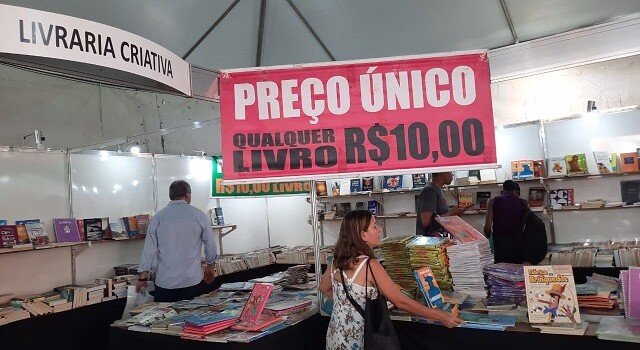 LIVRARIA CRIATIVA
PREÇO ÚNICO
QUALQUER
LIVRO R$10,00
R$10,00 LIVRO